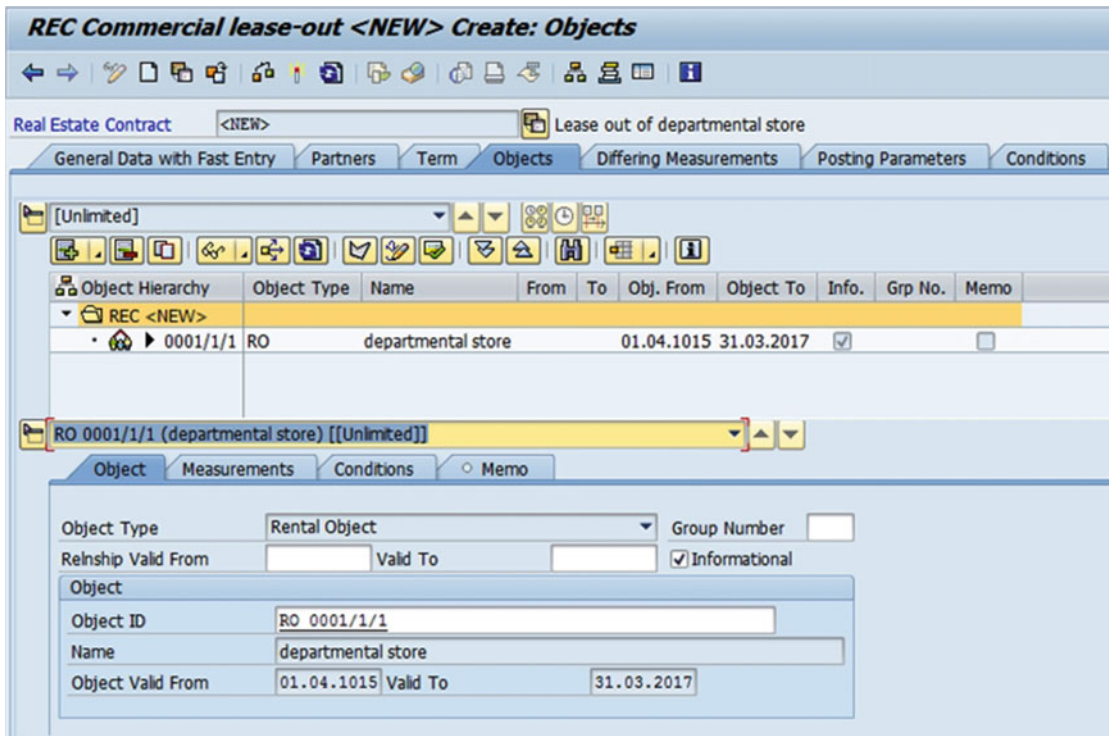 REC Commercial lease-out <NEW> Create: Objects
Real Estate Contract <NEW> Lease out of departmental store
General Data with Fast Entry Partners Term Objects Differing Measurements Posting Parameters Conditions
[Unlimited]
Object Hierarchy Object Type Name From To Obj. From Object To Info. Grp No. Memo
REC <NEW>
0001/1/1 RO departmental store 01.04.1015 31.03.2017
RO 0001/1/1 (departmental store) [[Unlimited]]
Object Measurements Conditions Memo
Object Type Rental Object Group Number
Relnship Valid From Valid To Informational
Object
Object ID RO 0001/1/1
Name departmental store
Object Valid From 01.04.1015 Valid To 31.03.2017